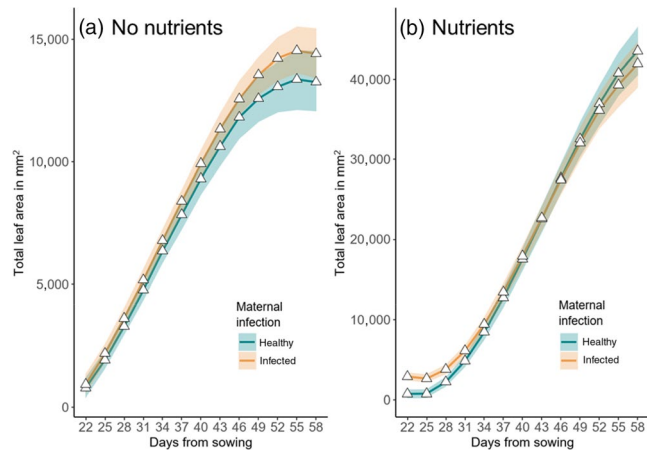 (a) No nutrients
Total leaf area in mm²
15,000
10,000
5,000
0
Maternal
infection
Healthy
Infected
22 25 28 31 34 37 40 43 46 49 52 55 58
Days from sowing
(b) Nutrients
Total leaf area in mm²
40,000
30,000
20,000
10,000
0
Maternal
infection
Healthy
Infected
22 25 28 31 34 37 40 43 46 49 52 55 58
Days from sowing